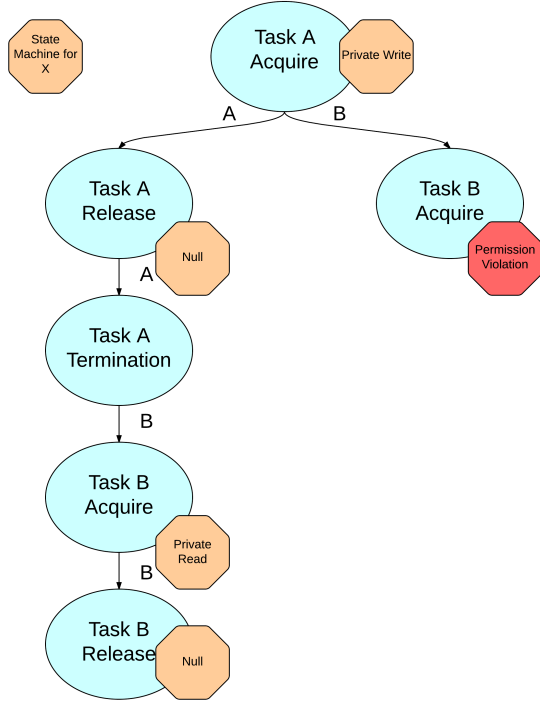 State
Machine for
X
Task A
Acquire
Private Write
A
B
Task A
Release
Null
Task B
Acquire
Permission
Violation
A
Task A
Termination
B
Task B
Acquire
Private
Read
B
Task B
Release
Null